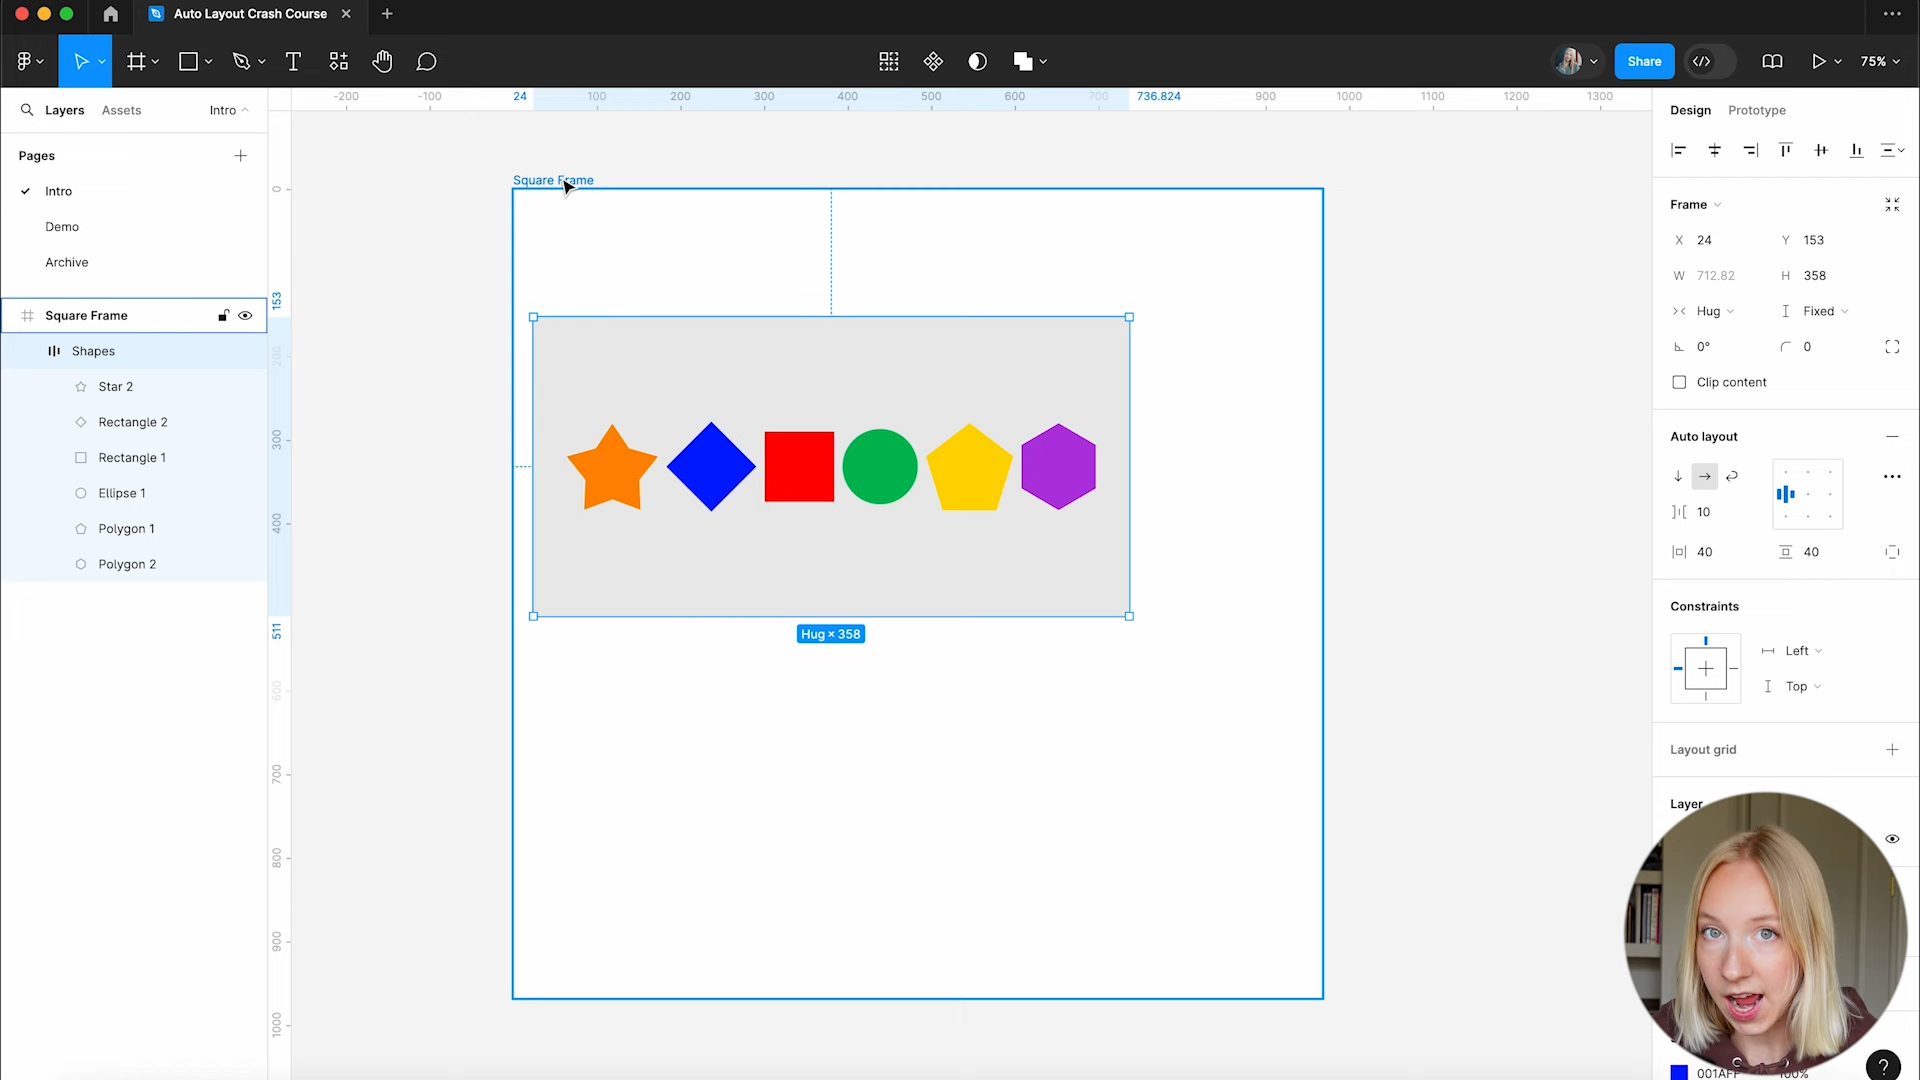 Auto Layout Crash Course
Share
75%
Layers
Assets
Intro
Pages
Intro
Demo
Archive
Square Frame
Shapes
Star 2
Rectangle 2
Rectangle 1
Ellipse 1
Polygon 1
Polygon 2
-200
-100
24
100
200
300
400
500
600
700
736.824
900
1000
1100
1200
1300
0
153
200
300
400
511
600
700
800
900
1000
Square Frame
Hug × 358
Design
Prototype
Frame
X 24
Y 153
W 712.82
H 358
Hug
Fixed
0°
0
Clip content
Auto layout
10
40
40
Constraints
Left
Top
Layout grid
Layer
001AFF
100%
?